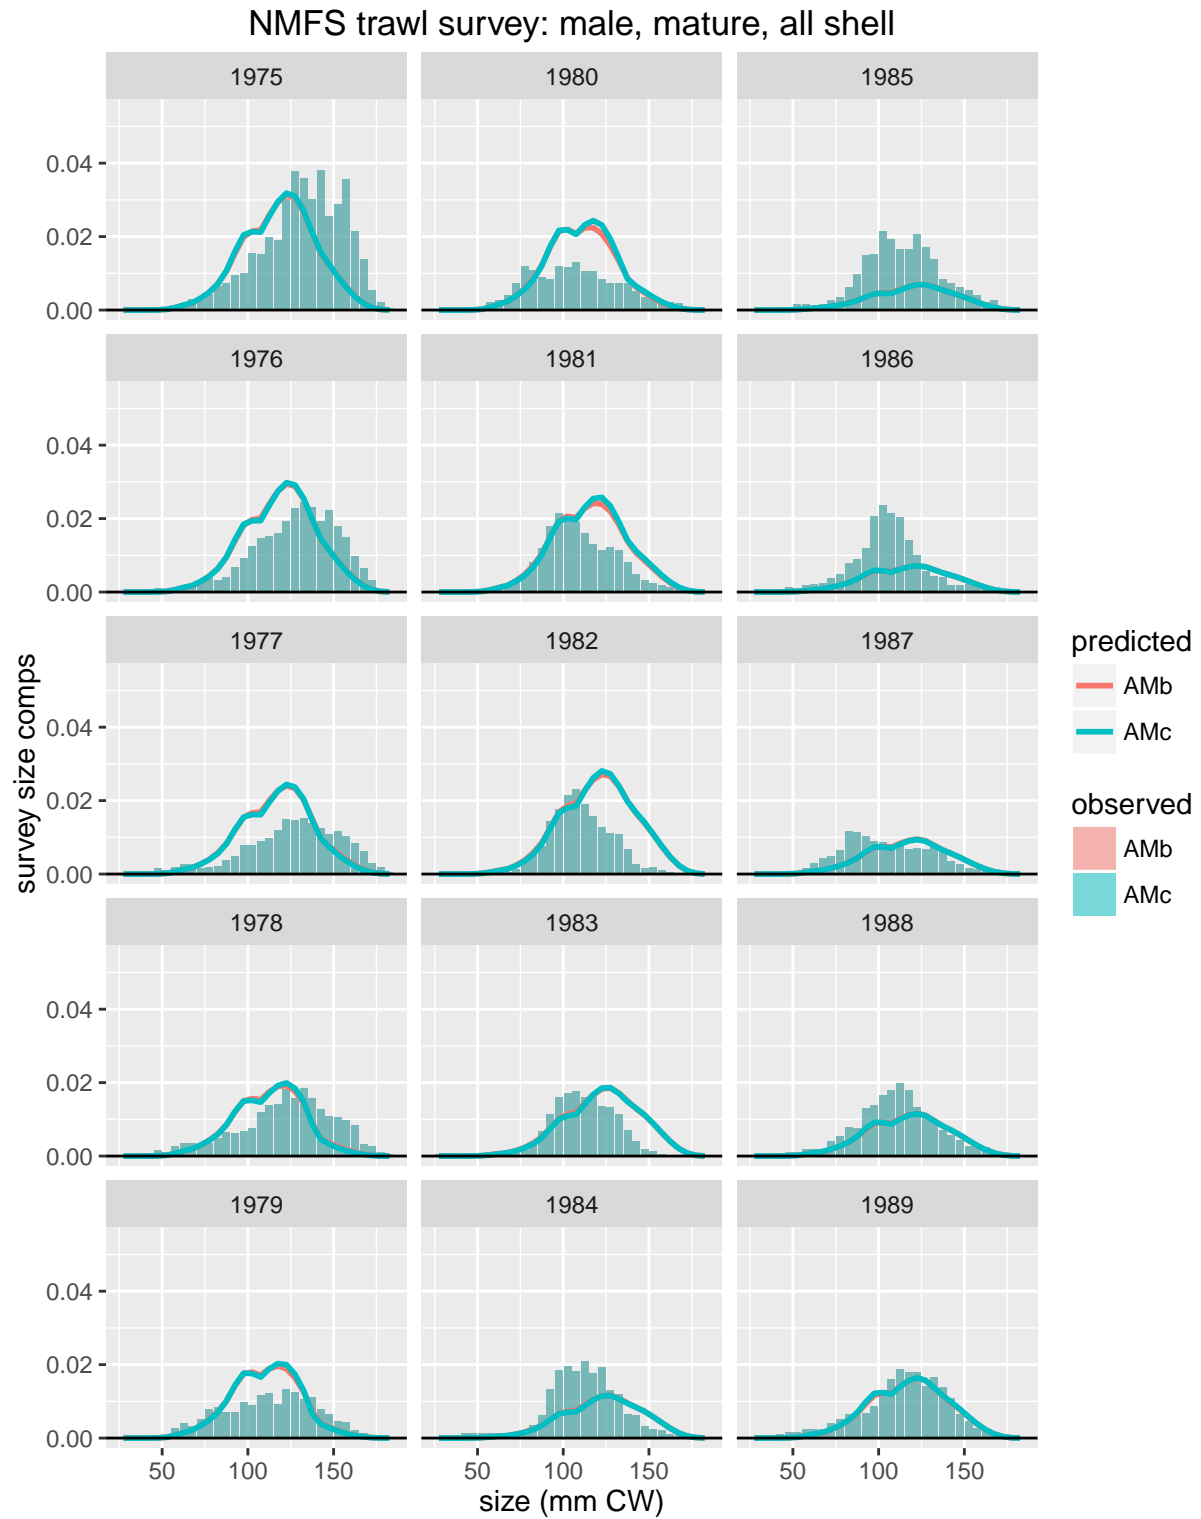 NMFS trawl survey: male, mature, all shell
1975 1980 1985
0.04
0.02
0.00
1976 1981 1986
0.04
0.02
0.00
1977 1982 1987
0.04
0.02
0.00
1978 1983 1988
0.04
0.02
0.00
1979 1984 1989
0.04
0.02
0.00
50 100 150 50 100 150 50 100 150
size (mm CW)
survey size comps
predicted
AMb
AMc
observed
AMb
AMc